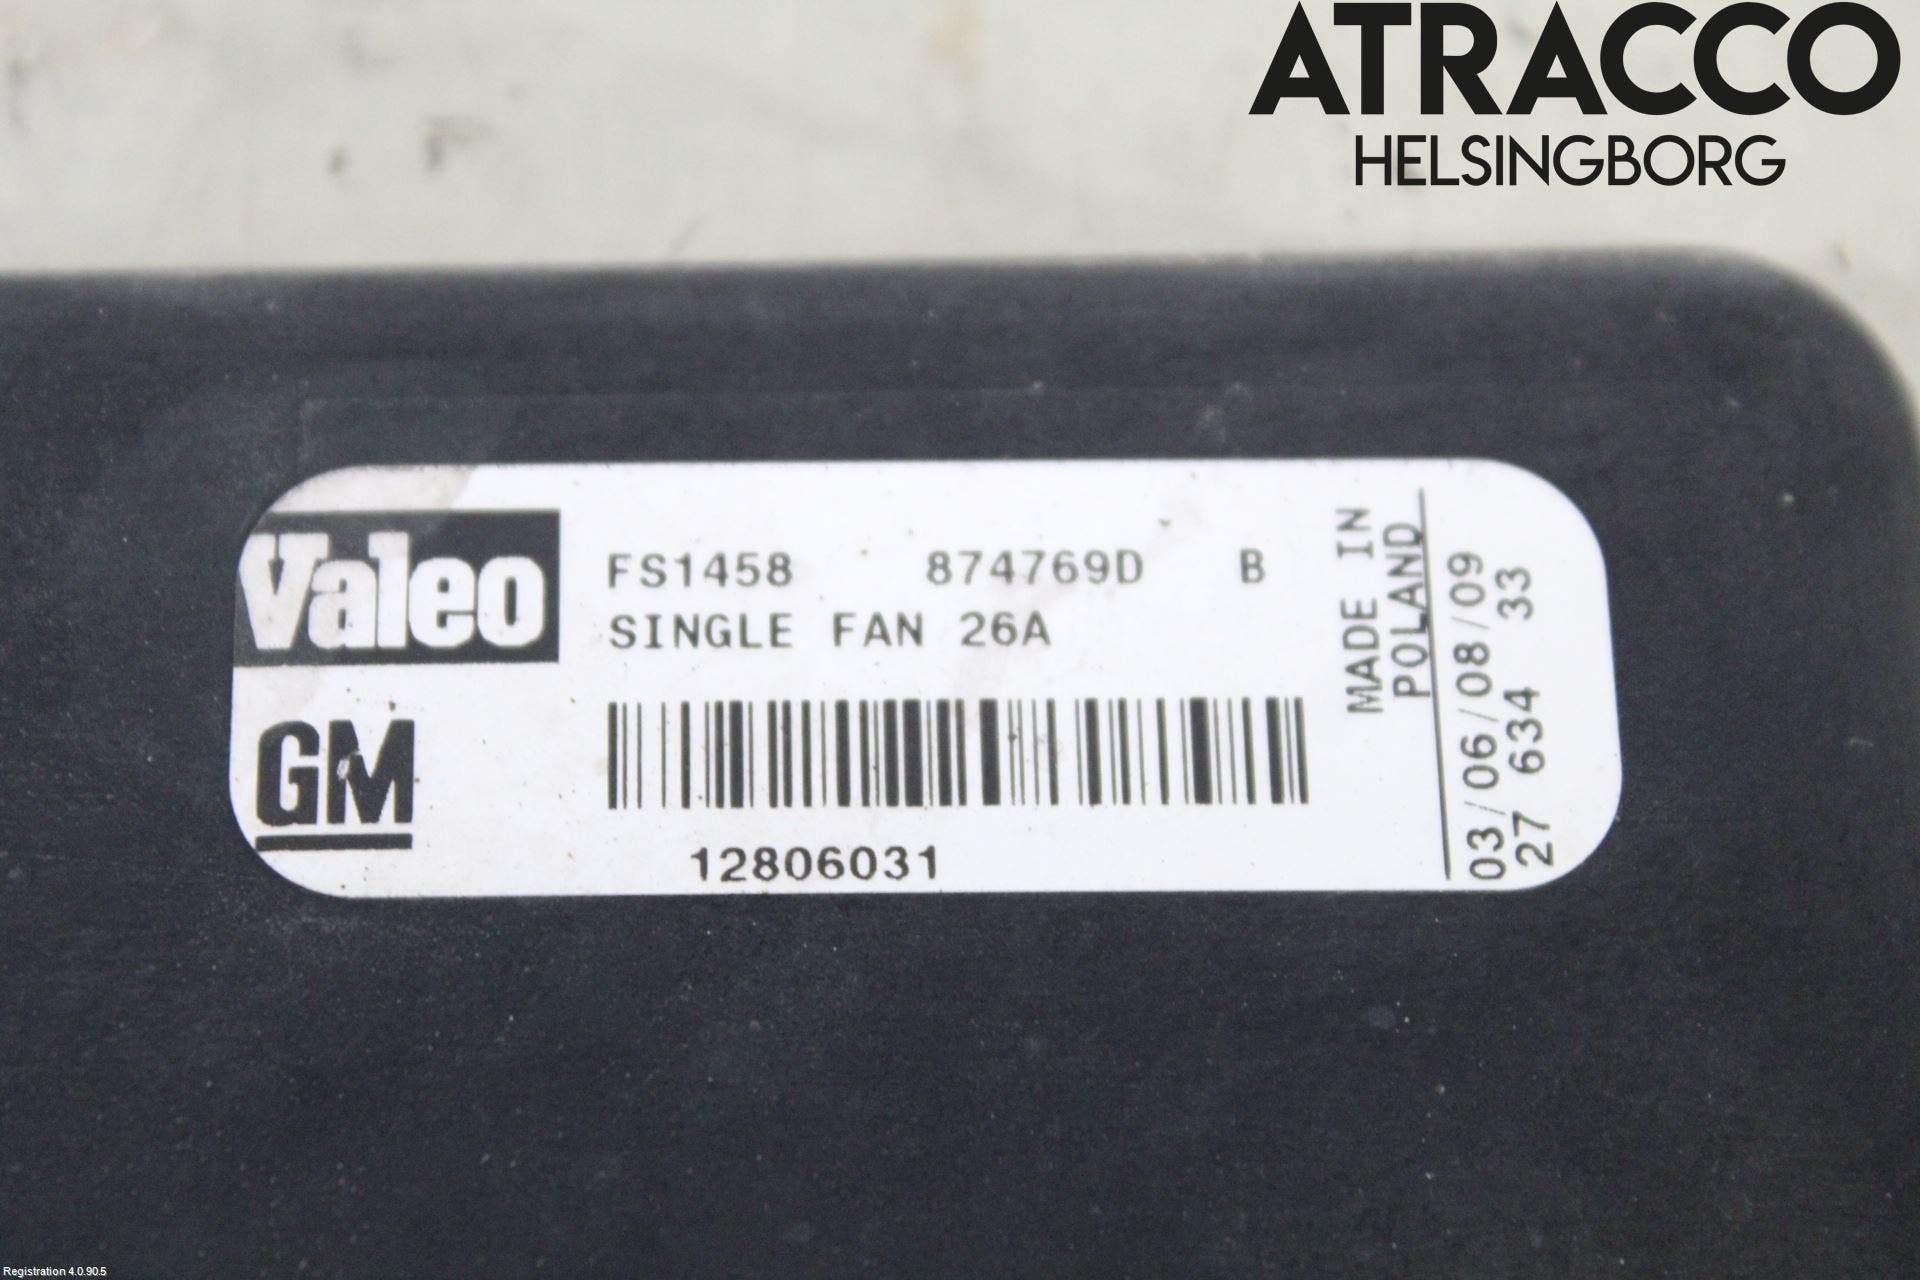 ATRACCO
HELSINGBORG
Valeo
FS1458 874769D B
SINGLE FAN 26A
GM
12806031
MADE IN
POLAND
03/06/08/09
27 634 33
Registration 4.0.90.5